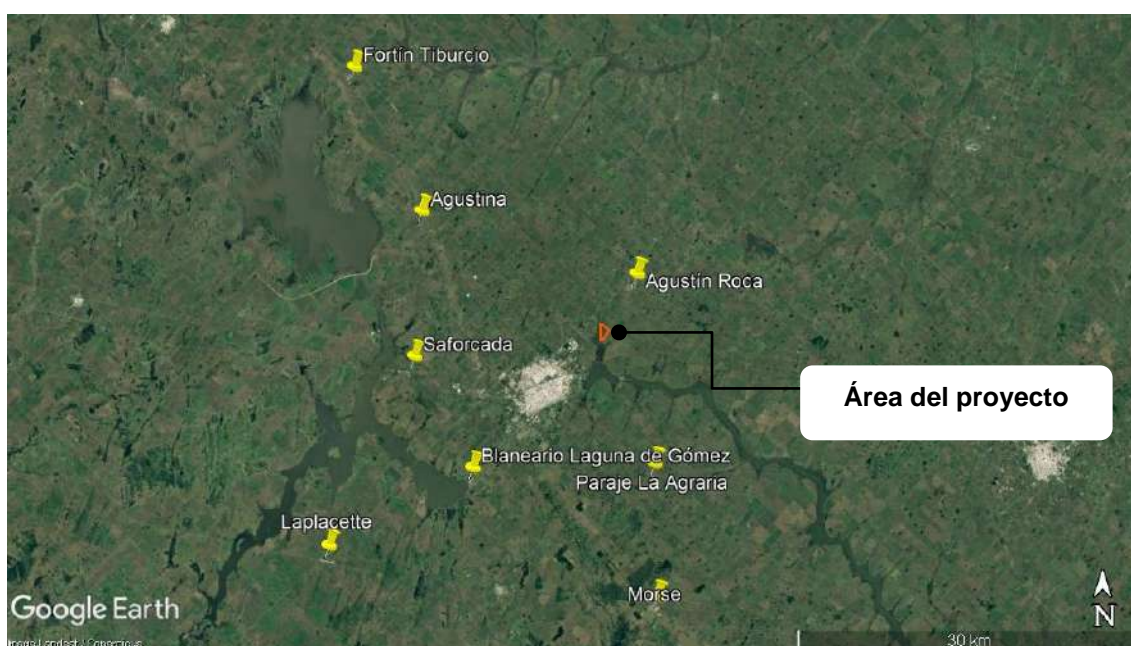 Fortín Tiburcio
Agustina
Agustín Roca
Saforcada
Área del proyecto
Blaneario Laguna de Gómez
Paraje La Agraria
Laplacette
Morse
N
Google Earth
30 km